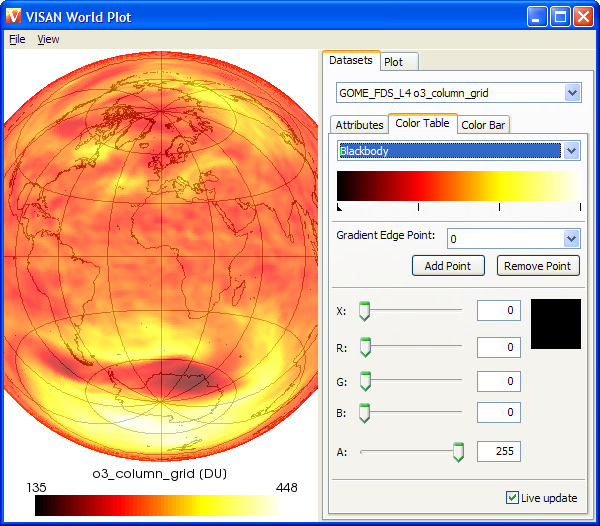 VISAN World Plot
File View
Datasets Plot
GOME_FDS_L4 o3_column_grid
Attributes Color Table Color Bar
Blackbody
Gradient Edge Point: 0
Add Point Remove Point
X: 0
R: 0
G: 0
B: 0
A: 255
o3_column_grid (DU)
135 448
Live update